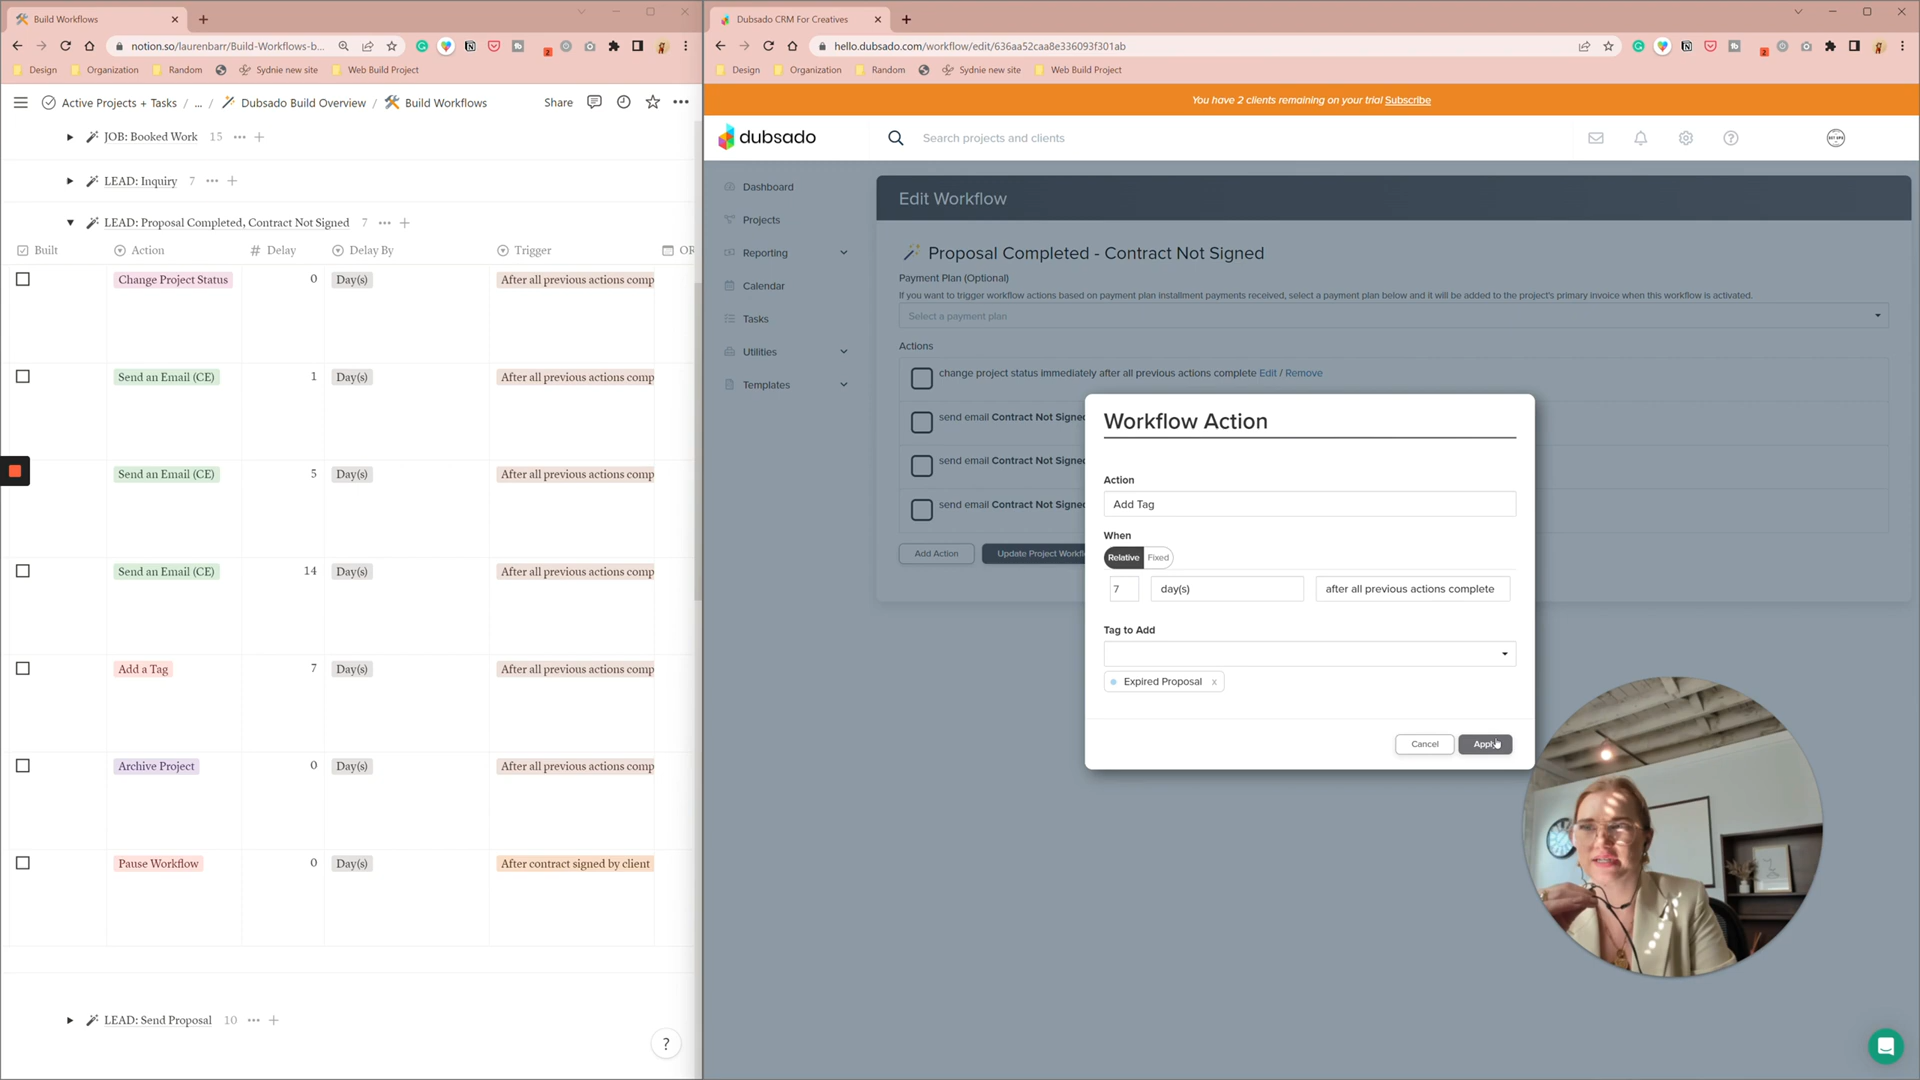 Build Workflows
notion.so/laurenbarr/Build-Workflows-b...
Design
Organization
Random
Sydnie new site
Web Build Project
Active Projects + Tasks / ... / Dubsado Build Overview / Build Workflows
Share
JOB: Booked Work 15
LEAD: Inquiry 7
LEAD: Proposal Completed, Contract Not Signed 7
Built Action # Delay Delay By Trigger
Change Project Status 0 Day(s) After all previous actions comp
Send an Email (CE) 1 Day(s) After all previous actions comp
Send an Email (CE) 5 Day(s) After all previous actions comp
Send an Email (CE) 14 Day(s) After all previous actions comp
Add a Tag 7 Day(s) After all previous actions comp
Archive Project 0 Day(s) After all previous actions comp
Pause Workflow 0 Day(s) After contract signed by client
LEAD: Send Proposal 10
?
Dubsado CRM For Creatives
hello.dubsado.com/workflow/edit/636aa52caa8e336093f301ab
Design
Organization
Random
Sydnie new site
Web Build Project
You have 2 clients remaining on your trial Subscribe
dubsado
Search projects and clients
Dashboard
Projects
Reporting
Calendar
Tasks
Utilities
Templates
Edit Workflow
Proposal Completed - Contract Not Signed
Payment Plan (Optional)
If you want to trigger workflow actions based on payment plan installment payments received, select a payment plan below and it will be added to the project's primary invoice when this workflow is activated.
Select a payment plan
Actions
change project status immediately after all previous actions complete Edit / Remove
send email Contract Not Signed
send email Contract Not Signed
send email Contract Not Signed
Add Action
Update Project Workfl
Workflow Action
Action
Add Tag
When
Relative Fixed
7 day(s) after all previous actions complete
Tag to Add
Expired Proposal x
Cancel
Apply